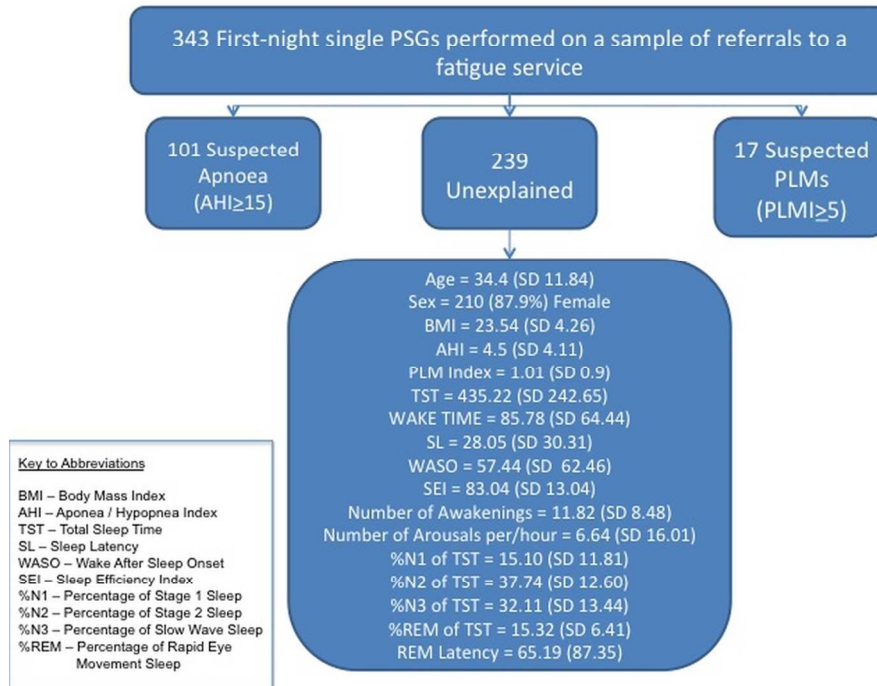 343 First-night single PSGs performed on a sample of referrals to a
fatigue service
101 Suspected
Apnoea
(AHI≥15)
239
Unexplained
17 Suspected
PLMs
(PLMI≥5)
Age = 34.4 (SD 11.84)
Sex = 210 (87.9%) Female
BMI = 23.54 (SD 4.26)
AHI = 4.5 (SD 4.11)
PLM Index = 1.01 (SD 0.9)
TST = 435.22 (SD 242.65)
WAKE TIME = 85.78 (SD 64.44)
SL = 28.05 (SD 30.31)
WASO = 57.44 (SD 62.46)
SEI = 83.04 (SD 13.04)
Number of Awakenings = 11.82 (SD 8.48)
Number of Arousals per/hour = 6.64 (SD 16.01)
%N1 of TST = 15.10 (SD 11.81)
%N2 of TST = 37.74 (SD 12.60)
%N3 of TST = 32.11 (SD 13.44)
%REM of TST = 15.32 (SD 6.41)
REM Latency = 65.19 (87.35)
Key to Abbreviations
BMI – Body Mass Index
AHI – Aponea / Hypopnea Index
TST – Total Sleep Time
SL – Sleep Latency
WASO – Wake After Sleep Onset
SEI – Sleep Efficiency Index
%N1 – Percentage of Stage 1 Sleep
%N2 – Percentage of Stage 2 Sleep
%N3 – Percentage of Slow Wave Sleep
%REM – Percentage of Rapid Eye
Movement Sleep